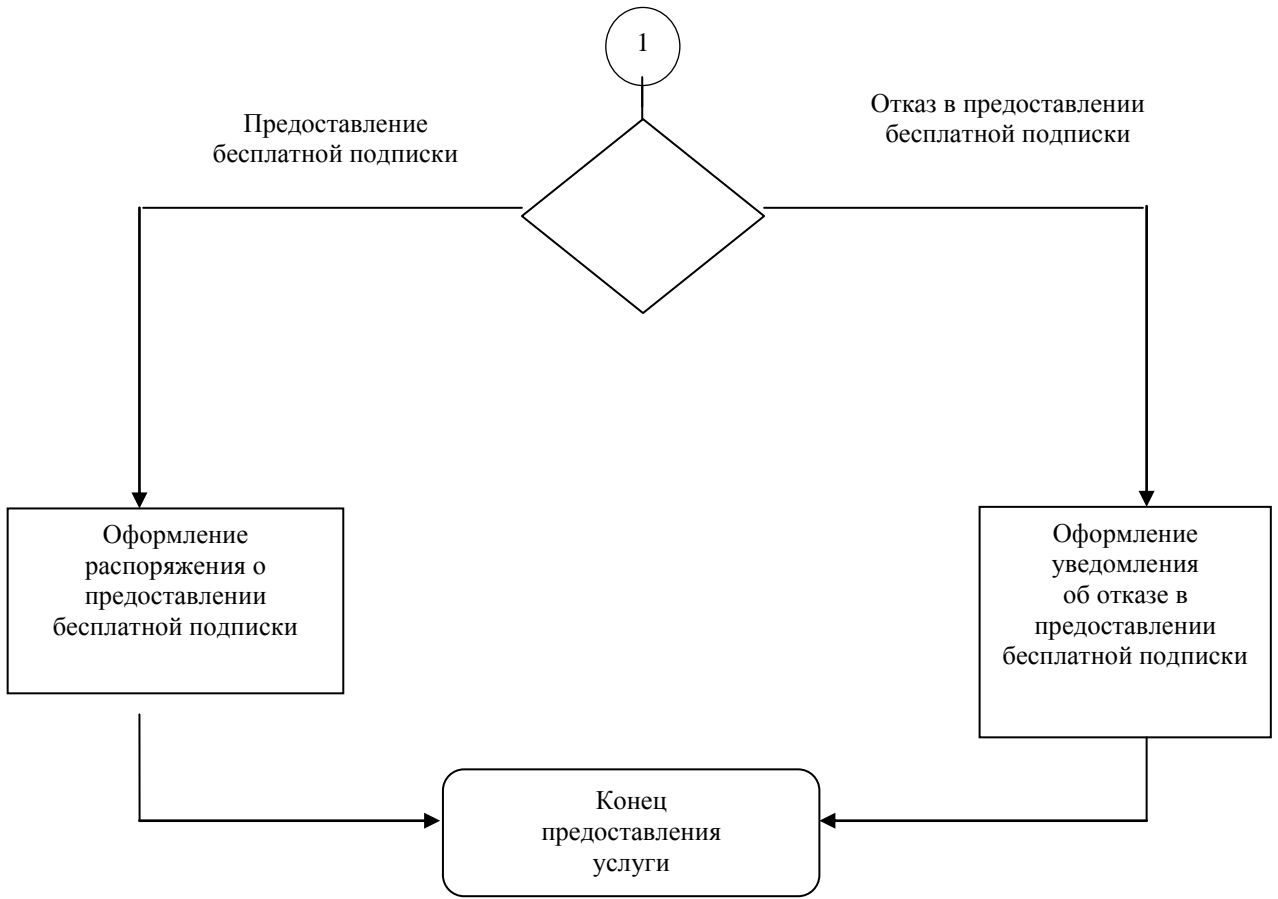 1
Предоставление
бесплатной подписки
Отказ в предоставлении
бесплатной подписки
Оформление
распоряжения о
предоставлении
бесплатной подписки
Оформление
уведомления
об отказе в
предоставлении
бесплатной подписки
Конец
предоставления
услуги